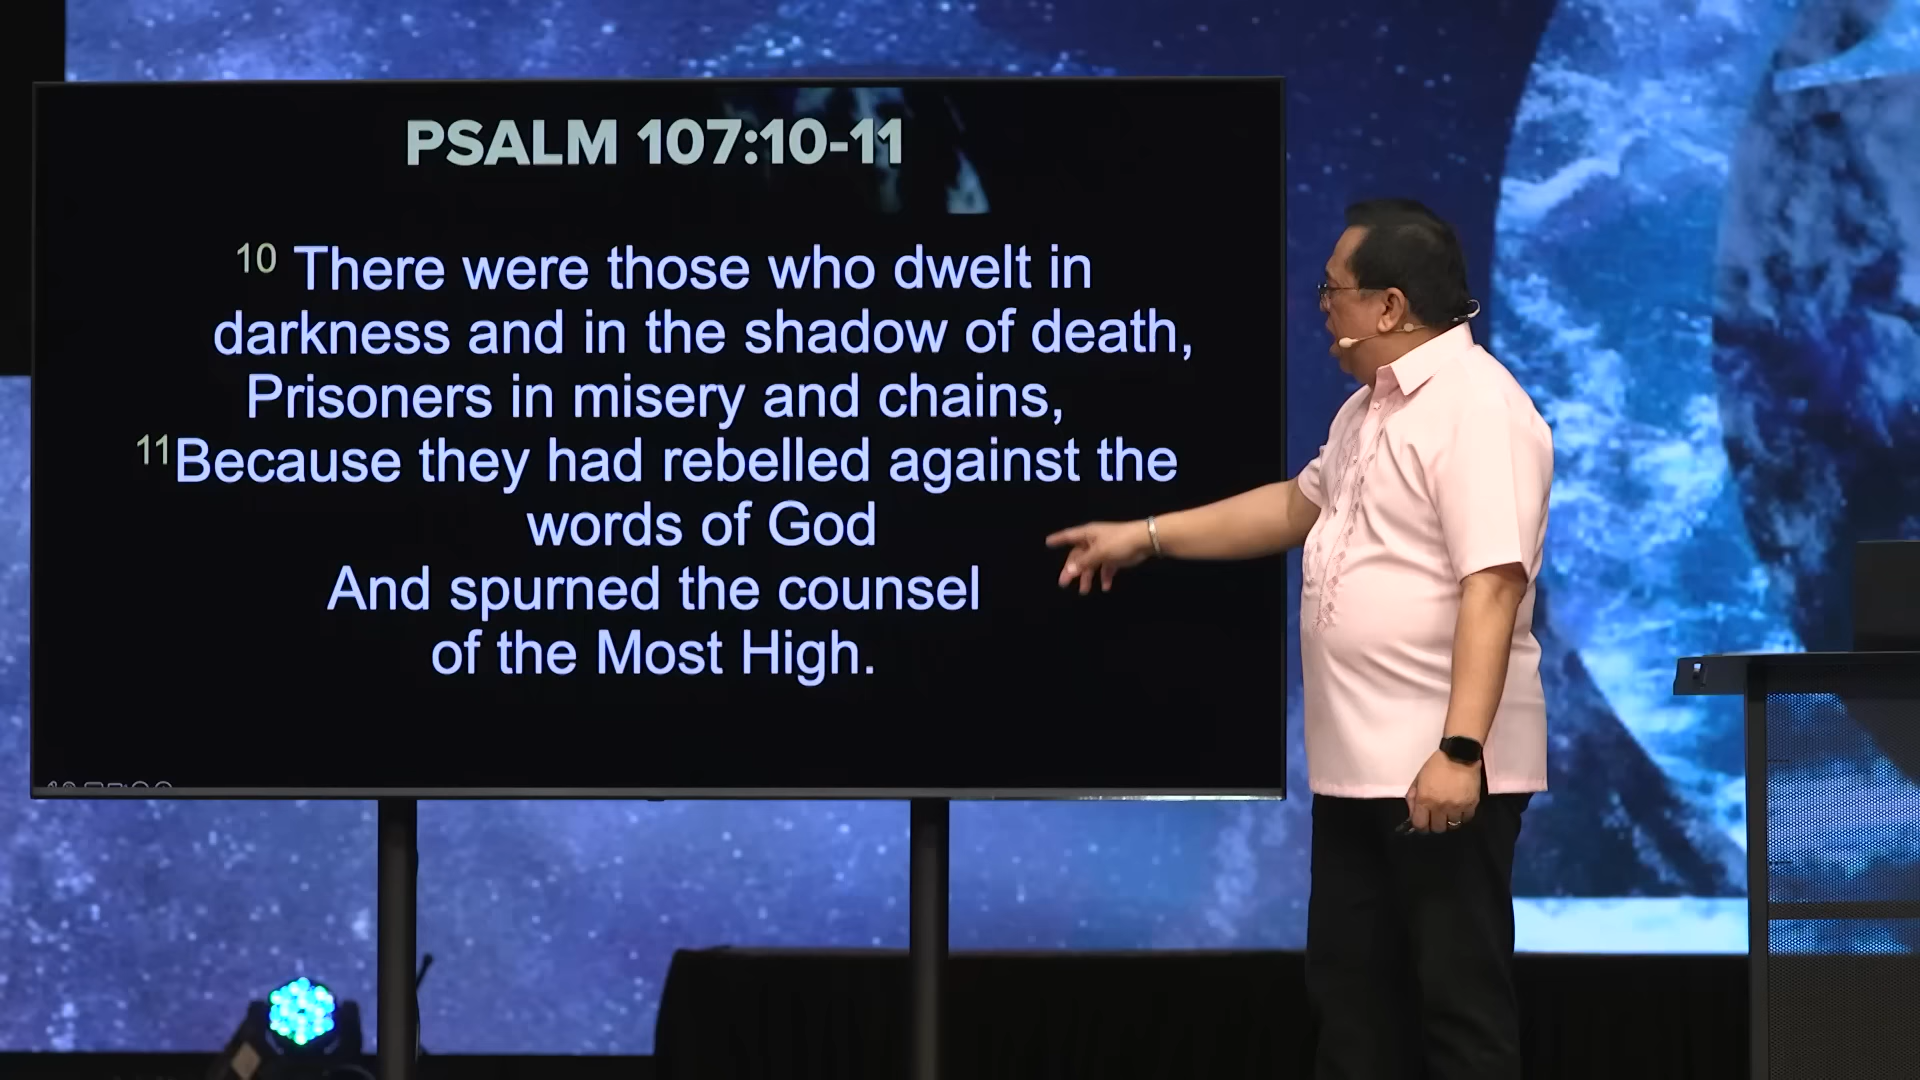 PSALM 107:10-11
10 There were those who dwelt in
darkness and in the shadow of death,
Prisoners in misery and chains,
11Because they had rebelled against the
words of God
And spurned the counsel
of the Most High.